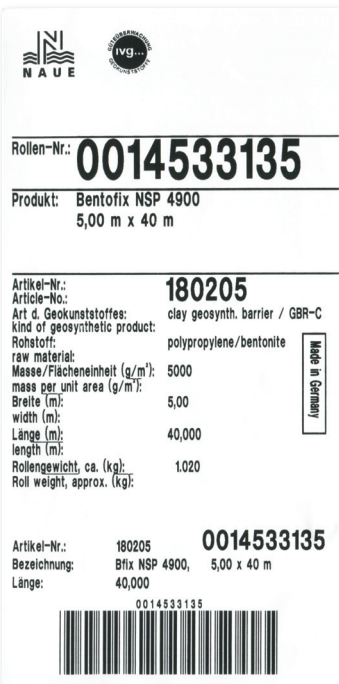 NAUE
GÜTEÜBERWACHUNG
ivg...
GEOKUNSTSTOFFE
Rollen-Nr.: 0014533135
Produkt: Bentofix NSP 4900
5,00 m x 40 m
Artikel-Nr.: 180205
Article-No.:
Art d. Geokunststoffes: clay geosynth. barrier / GBR-C
kind of geosynthetic product:
Rohstoff: polypropylene/bentonite
raw material:
Masse/Flächeneinheit (g/m²): 5000
mass per unit area (g/m²):
Breite (m): 5,00
width (m):
Länge (m): 40,000
length (m):
Rollengewicht, ca. (kg): 1.020
Roll weight, approx. (kg):
Made in Germany
Artikel-Nr.: 180205 0014533135
Bezeichnung: Bfix NSP 4900, 5,00 x 40 m
Länge: 40,000
0014533135